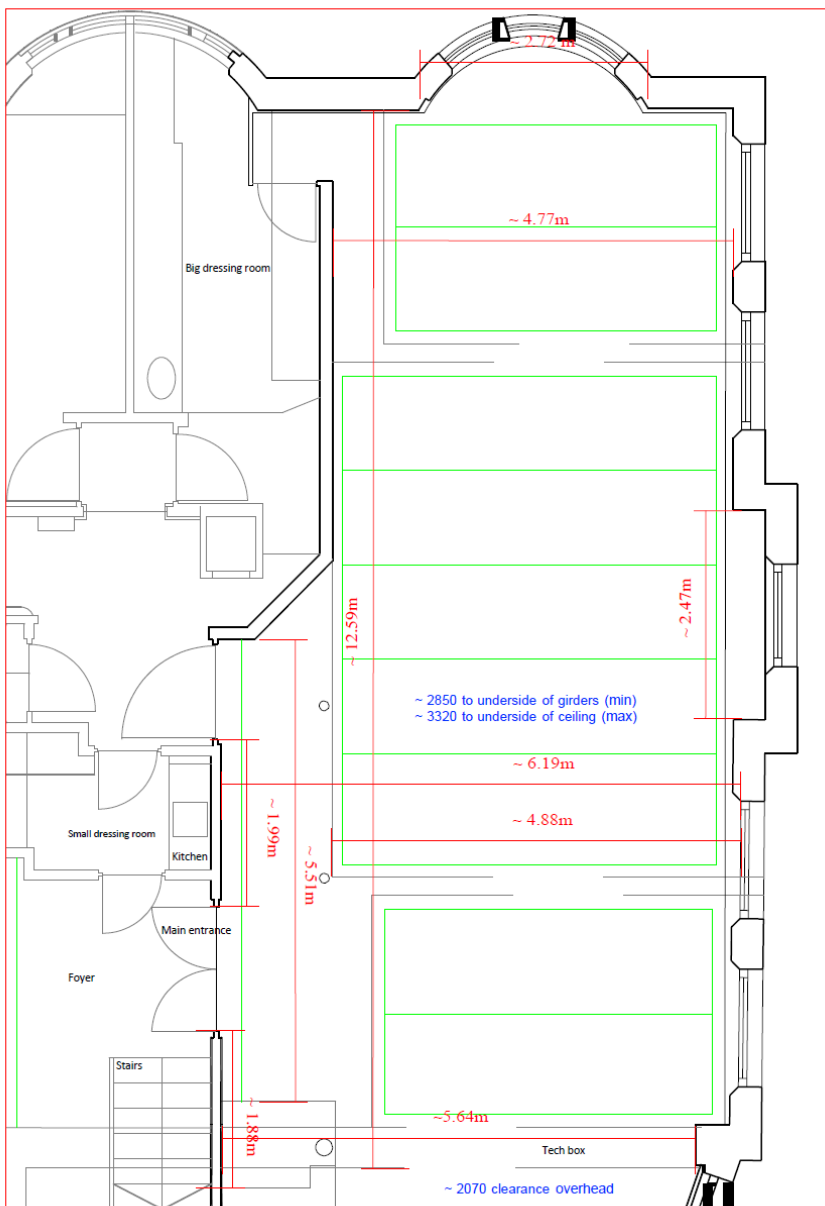 ~ 2.72 m
~ 4.77m
Big dressing room
~ 12.59m
~ 2.47m
~ 2850 to underside of girders (min)
~ 3320 to underside of ceiling (max)
~ 6.19m
~ 4.88m
~ 1.99m
~ 5.51m
Small dressing room
Kitchen
Main entrance
Foyer
Stairs
~ 1.88m
~5.64m
Tech box
~ 2070 clearance overhead